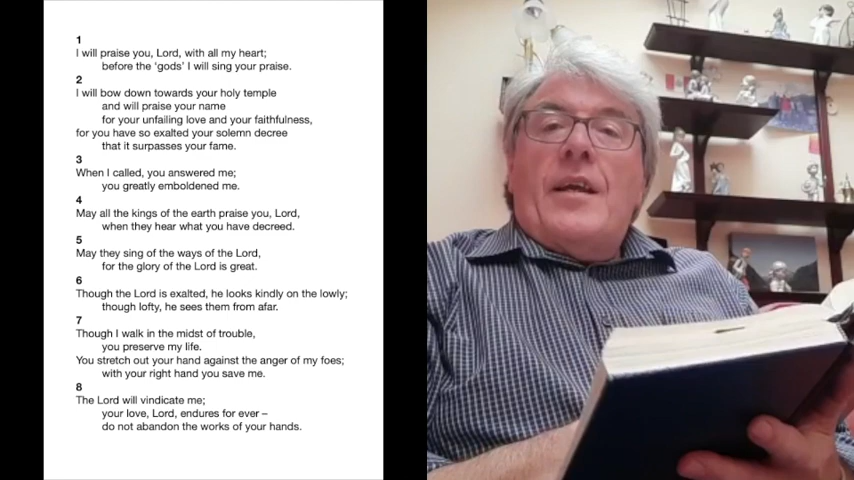 1
I will praise you, Lord, with all my heart;
before the ‘gods’ I will sing your praise.
2
I will bow down towards your holy temple
and will praise your name
for your unfailing love and your faithfulness,
for you have so exalted your solemn decree
that it surpasses your fame.
3
When I called, you answered me;
you greatly emboldened me.
4
May all the kings of the earth praise you, Lord,
when they hear what you have decreed.
5
May they sing of the ways of the Lord,
for the glory of the Lord is great.
6
Though the Lord is exalted, he looks kindly on the lowly;
though lofty, he sees them from afar.
7
Though I walk in the midst of trouble,
you preserve my life.
You stretch out your hand against the anger of my foes;
with your right hand you save me.
8
The Lord will vindicate me;
your love, Lord, endures for ever –
do not abandon the works of your hands.